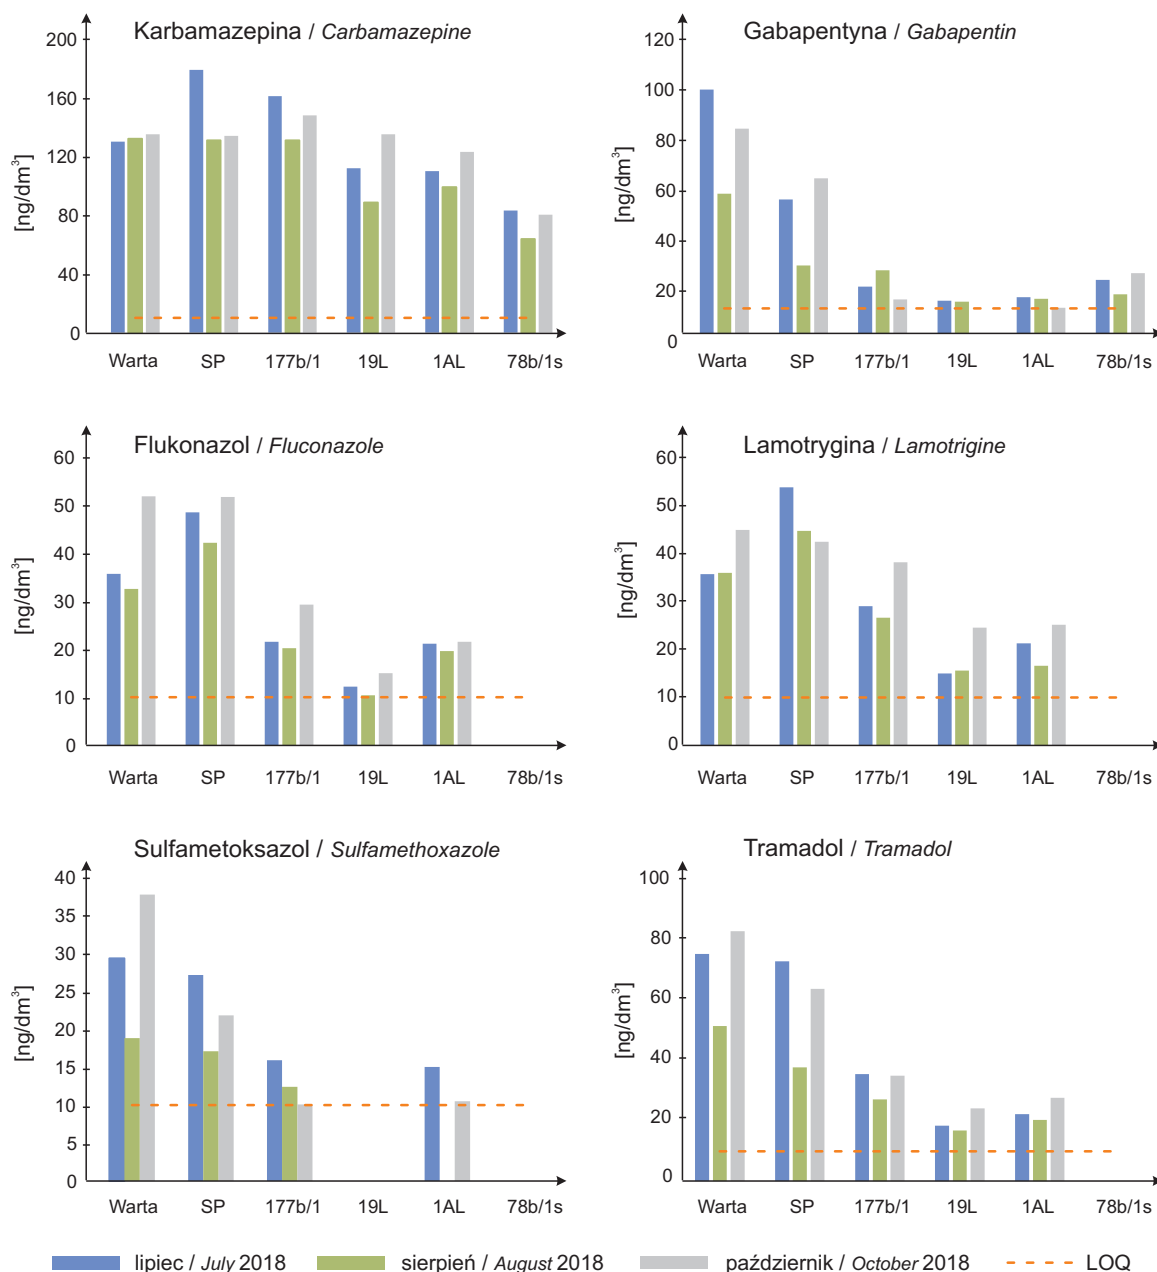 Karbamazepina / Carbamazepine
[ng/dm³]
200
160
120
80
40
0
Warta SP 177b/1 19L 1AL 78b/1s
Gabapentyna / Gabapentin
[ng/dm³]
120
100
80
60
40
20
0
Warta SP 177b/1 19L 1AL 78b/1s
Flukonazol / Fluconazole
[ng/dm³]
60
50
40
30
20
10
0
Warta SP 177b/1 19L 1AL 78b/1s
Lamotrygina / Lamotrigine
[ng/dm³]
60
50
40
30
20
10
0
Warta SP 177b/1 19L 1AL 78b/1s
Sulfametoksazol / Sulfamethoxazole
[ng/dm³]
40
35
30
25
20
15
10
5
0
Warta SP 177b/1 19L 1AL 78b/1s
Tramadol / Tramadol
[ng/dm³]
100
80
60
40
20
0
Warta SP 177b/1 19L 1AL 78b/1s
lipiec / July 2018 sierpień / August 2018 październik / October 2018 LOQ